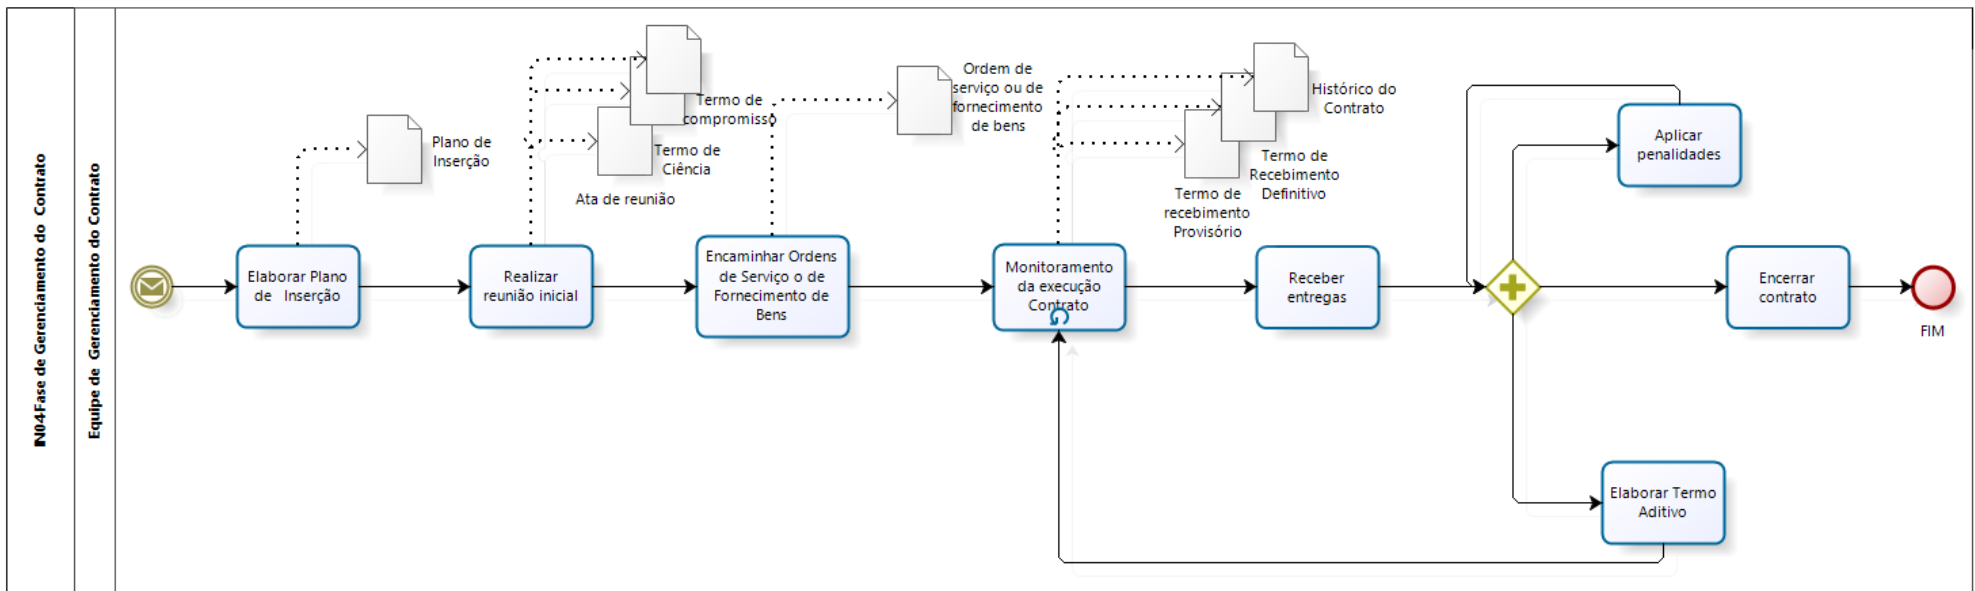 IN04Fase de Gerenciamento do Contrato
Equipe de Gerenciamento do Contrato
Elaborar Plano
de Inserção
Plano de
Inserção
Realizar
reunião inicial
Termo de
compromisso
Termo de
Ciência
Ata de reunião
Encaminhar Ordens
de Serviço o de
Fornecimento de
Bens
Ordem de
serviço ou de
fornecimento
de bens
Monitoramento
da execução
Contrato
Histórico do
Contrato
Termo de
Recebimento
Definitivo
Termo de
recebimento
Provisório
Receber
entregas
Aplicar
penalidades
Encerrar
contrato
FIM
Elaborar Termo
Aditivo